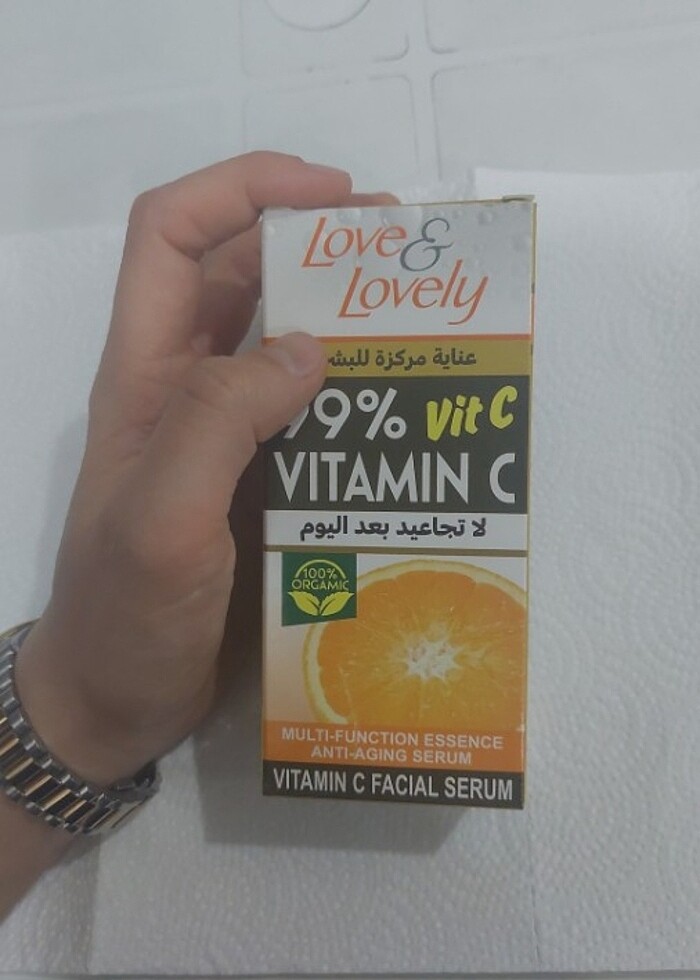 Love &
Lovely
عناية مركزة
99% Vit C
VITAMIN C
لا تجاعيد بعد اليوم
100%
ORGANIC
MULTI-FUNCTION ESSENCE
ANTI-AGING SERUM
VITAMIN C FACIAL SERUM